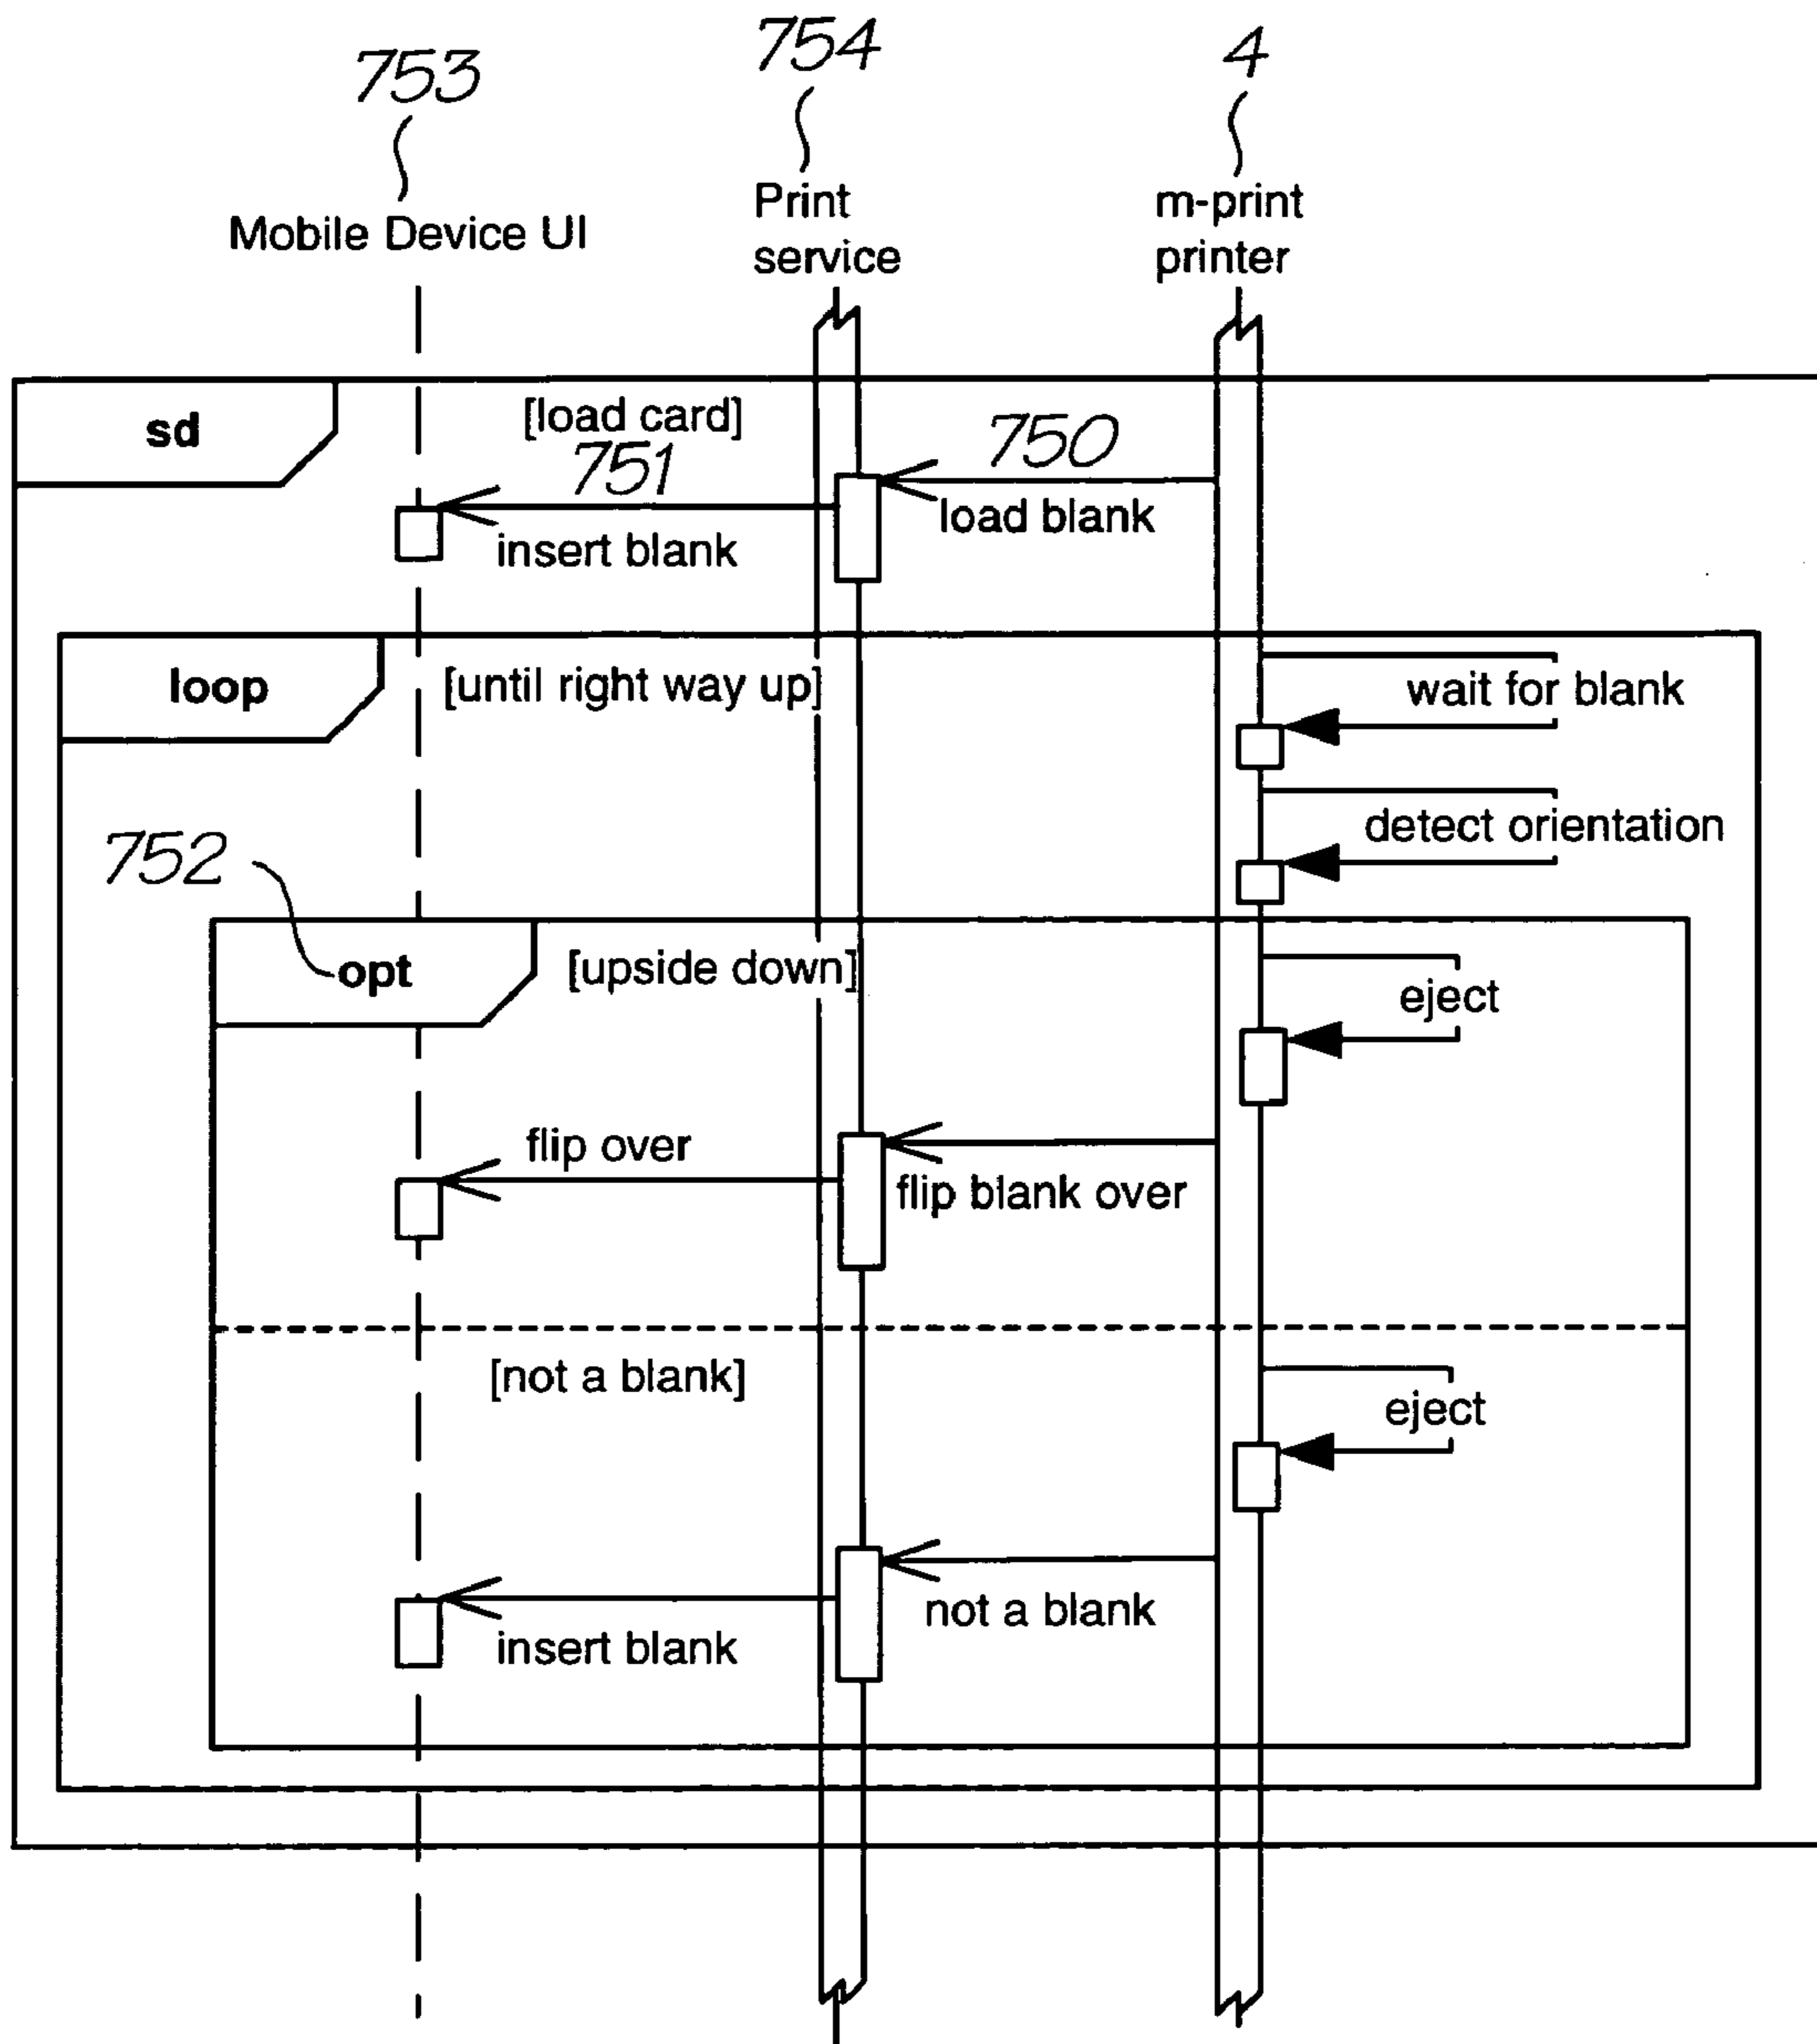 753
754
4
Mobile Device UI
Print
service
m-print
printer
sd
[load card]
751
750
insert blank
load blank
loop
[until right way up]
wait for blank
detect orientation
752
opt
[upside down]
eject
flip over
flip blank over
[not a blank]
eject
not a blank
insert blank